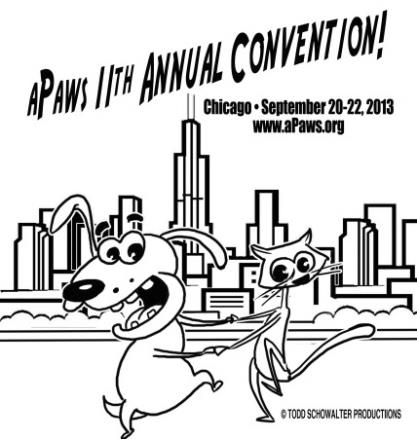 aPAWS 11TH ANNUAL CONVENTION!
Chicago • September 20-22, 2013
www.aPaws.org
© TODD SCHOWALTER PRODUCTIONS